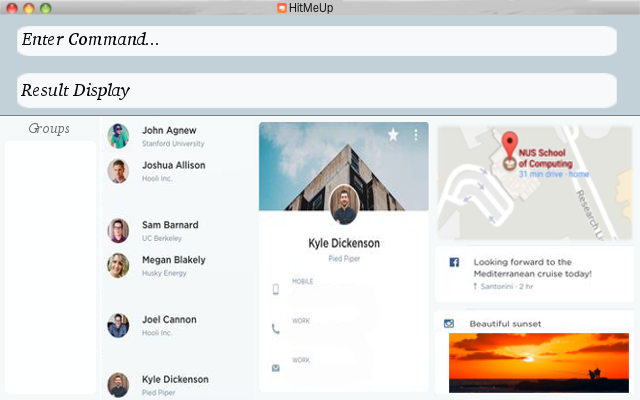 HitMeUp
Enter Command...
Result Display
Groups
John Agnew
Stanford University
Joshua Allison
Hooli Inc.
Sam Barnard
UC Berkeley
Megan Blakely
Husky Energy
Joel Cannon
Hooli Inc.
Kyle Dickenson
Pied Piper
Kyle Dickenson
Pied Piper
MOBILE
WORK
WORK
NUS School
of Computing
31 min drive · home
Research Li
Looking forward to the
Mediterranean cruise today!
Santorini · 2 hr
Beautiful sunset